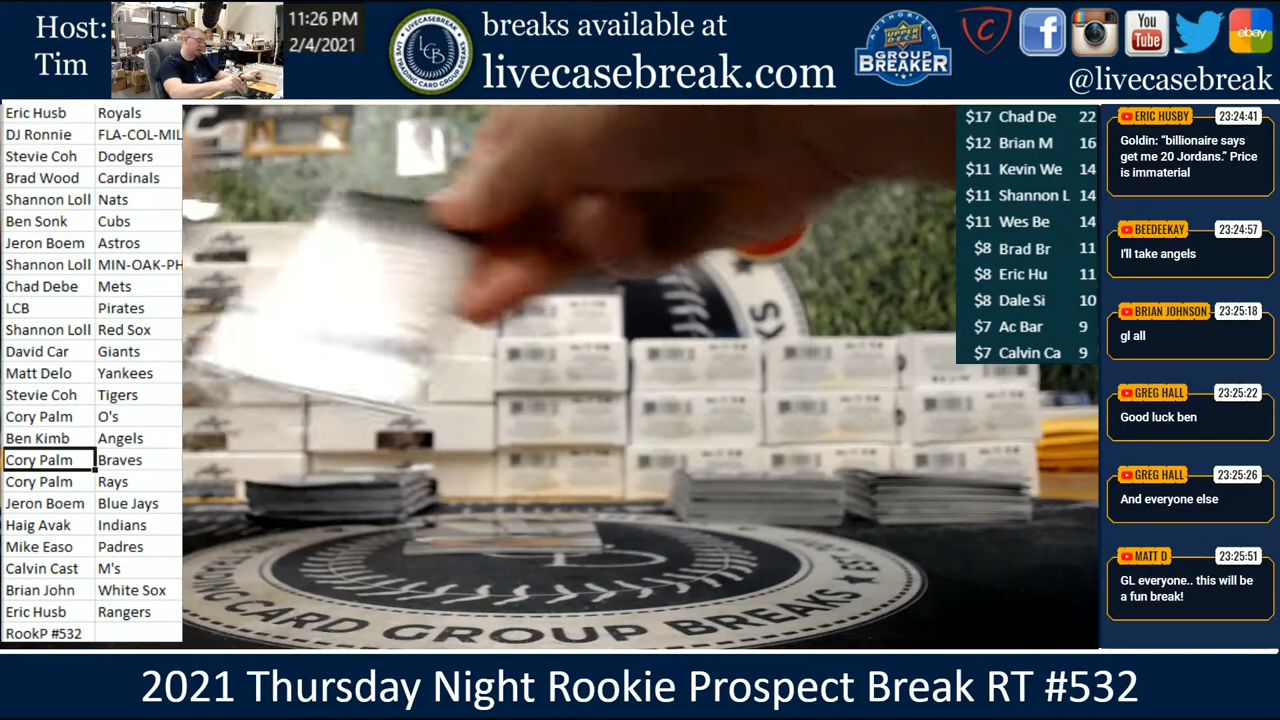 Host:
Tim
11:26 PM
2/4/2021
LIVECASEBREAK
LCB
LIVE TRADING CARD GROUP BREAKS
breaks available at
livecasebreak.com
AUTHORIZED
UPPER DECK
GROUP
BREAKER
You
Tube
ebay
@livecasebreak
Eric Husb Royals
DJ Ronnie FLA-COL-MIL
Stevie Coh Dodgers
Brad Wood Cardinals
Shannon Loll Nats
Ben Sonk Cubs
Jeron Boem Astros
Shannon Loll MIN-OAK-PH
Chad Debe Mets
LCB Pirates
Shannon Loll Red Sox
David Car Giants
Matt Delo Yankees
Stevie Coh Tigers
Cory Palm O's
Ben Kimb Angels
Cory Palm Braves
Cory Palm Rays
Jeron Boem Blue Jays
Haig Avak Indians
Mike Easo Padres
Calvin Cast M's
Brian John White Sox
Eric Husb Rangers
RookP #532
$17 Chad De 22
$12 Brian M 16
$11 Kevin We 14
$11 Shannon L 14
$11 Wes Be 14
$8 Brad Br 11
$8 Eric Hu 11
$8 Dale Si 10
$7 Ac Bar 9
$7 Calvin Ca 9
ERIC HUSBY 23:24:41
Goldin: “billionaire says
get me 20 Jordans.” Price
is immaterial
BEEDEEKAY 23:24:57
I'll take angels
BRIAN JOHNSON 23:25:18
gl all
GREG HALL 23:25:22
Good luck ben
GREG HALL 23:25:26
And everyone else
MATT D 23:25:51
GL everyone.. this will be
a fun break!
CARD GROUP BREAKS
2021 Thursday Night Rookie Prospect Break RT #532